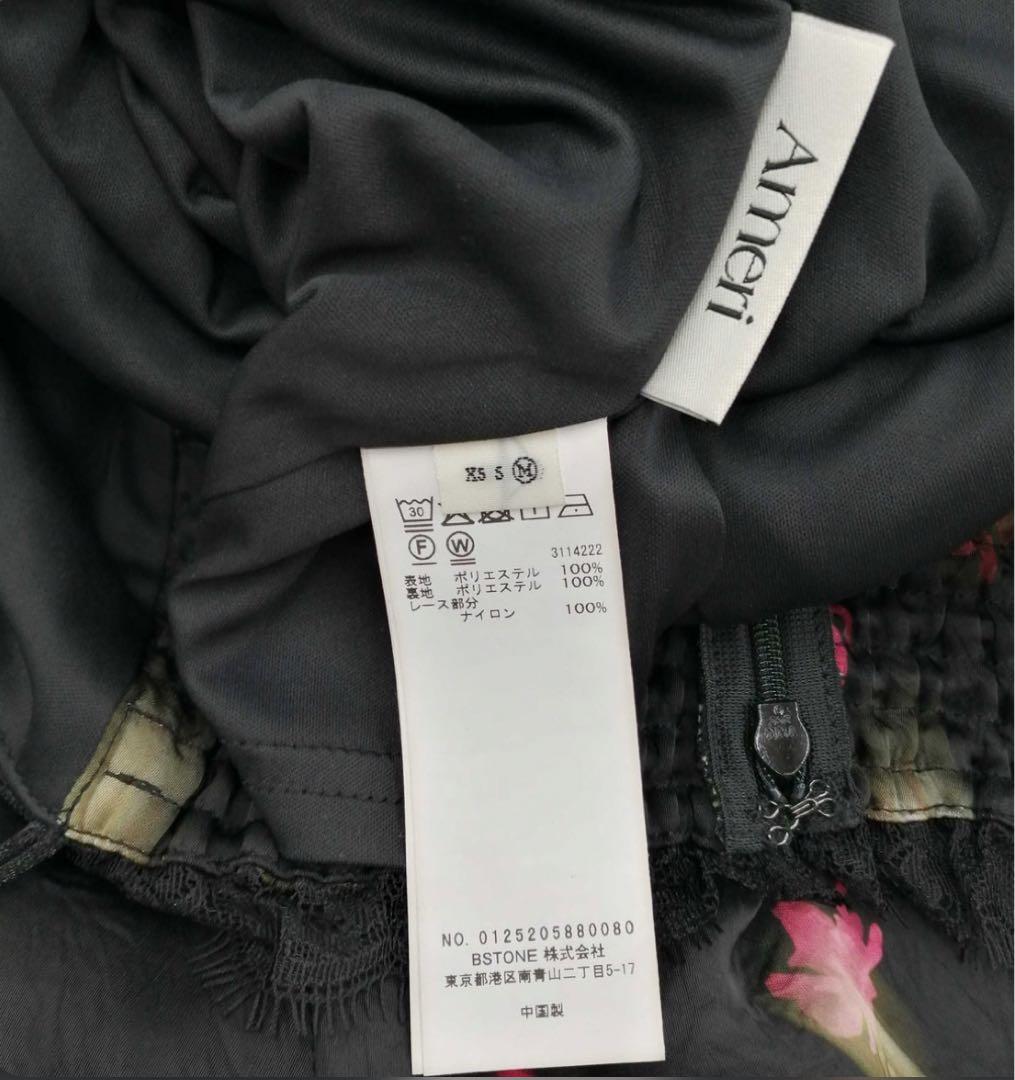 Ameri
XS S M
30
F W
3114222
表地 ポリエステル 100%
裏地 ポリエステル 100%
レース部分
ナイロン 100%
NO. 0125205880080
BSTONE 株式会社
東京都港区南青山二丁目5-17
中国製